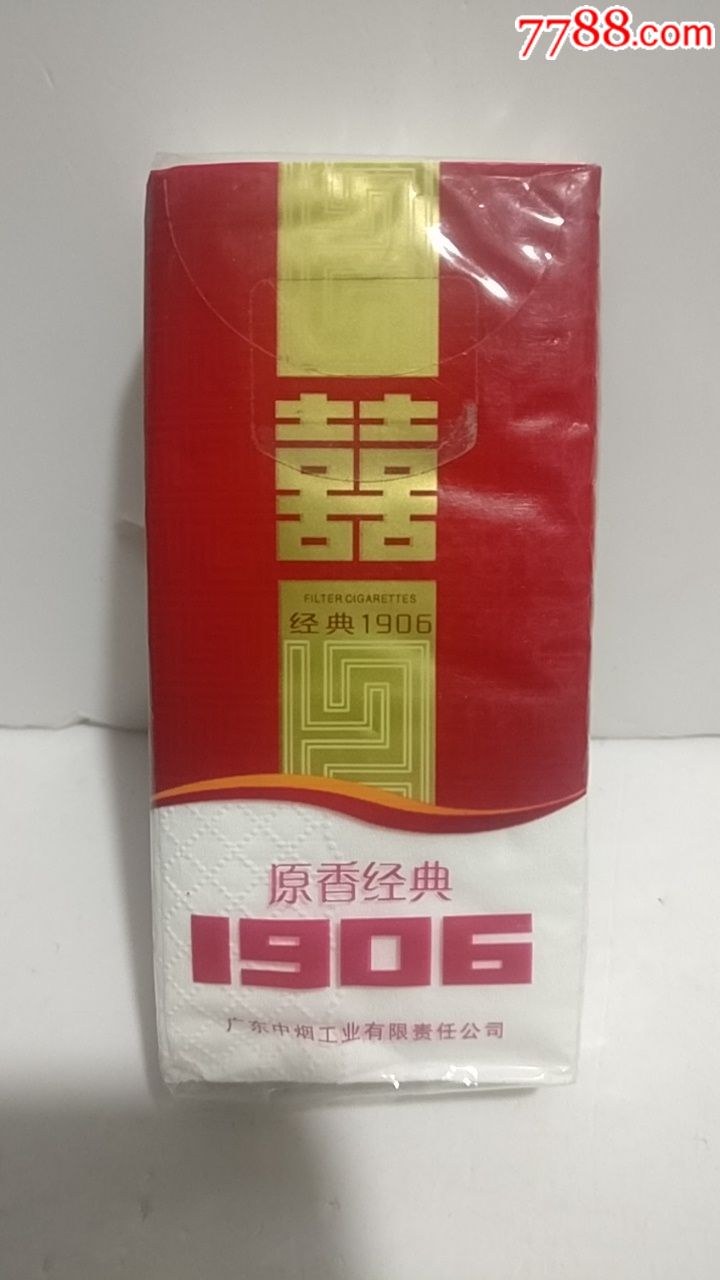 7788.com
囍
FILTER CIGARETTES
经典1906
原香经典
1906
广东中烟工业有限责任公司